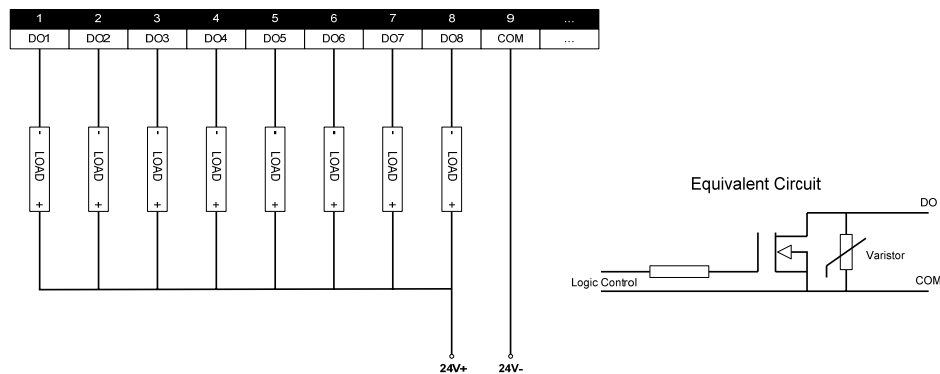 1 2 3 4 5 6 7 8 9 ...
DO1 DO2 DO3 DO4 DO5 DO6 DO7 DO8 COM ...
- - - - - - - -
LOAD LOAD LOAD LOAD LOAD LOAD LOAD LOAD
+ + + + + + + +
24V+ 24V-
Equivalent Circuit
DO
Varistor
Logic Control
COM